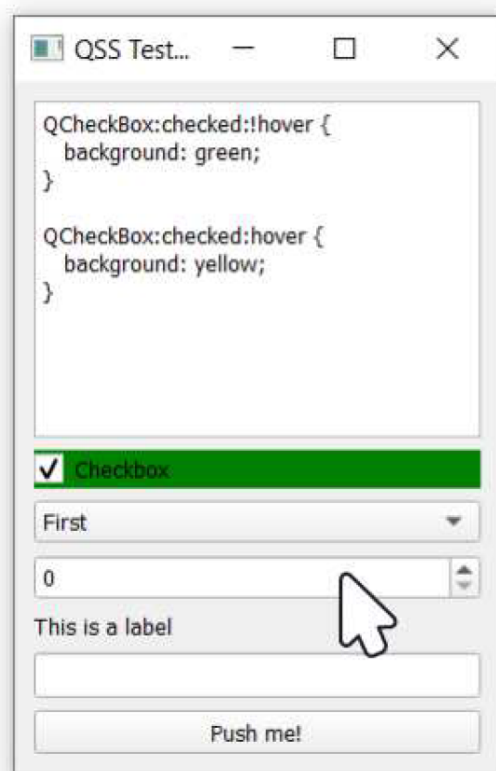 QSS Test...
QCheckBox:checked:!hover {
   background: green;
}

QCheckBox:checked:hover {
   background: yellow;
}
Checkbox
First
0
This is a label
Push me!